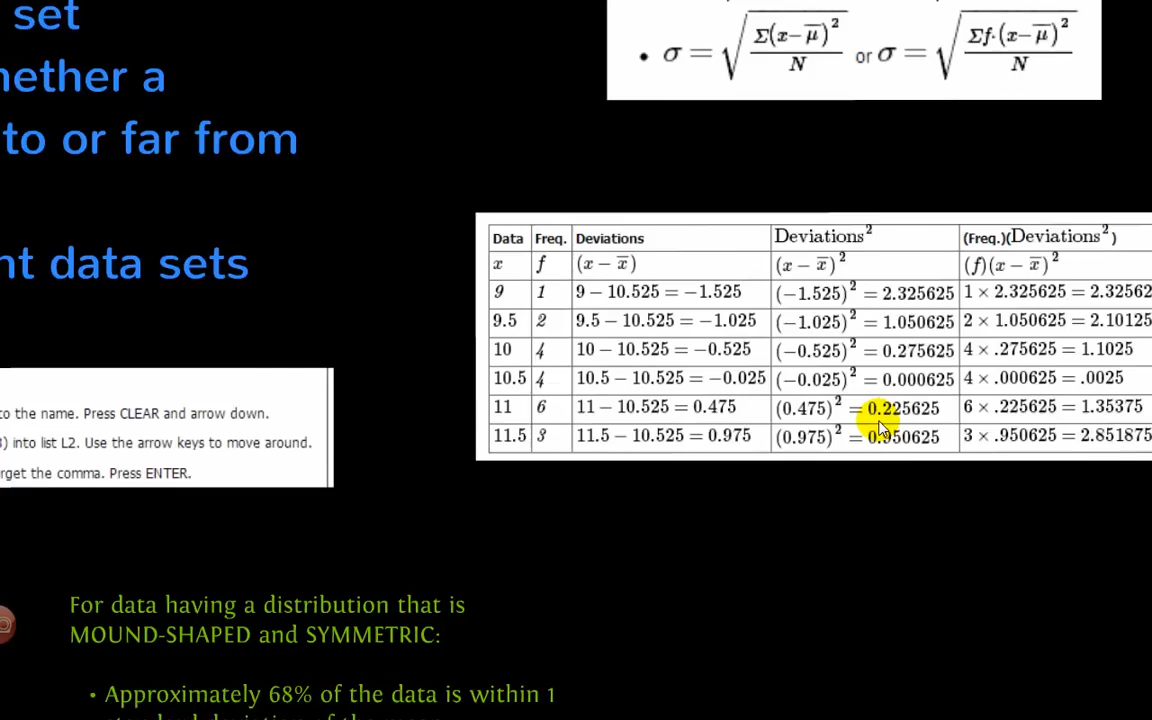 set
hether a
to or far from
nt data sets
• σ = √(Σ(x−μ̅)²/N) or σ = √(Σf·(x−μ̅)²/N)
Data Freq. Deviations Deviations² (Freq.)(Deviations²)
x f (x − x̅) (x − x̅)² (f)(x − x̅)²
9 1 9 − 10.525 = −1.525 (−1.525)² = 2.325625 1 × 2.325625 = 2.32562
9.5 2 9.5 − 10.525 = −1.025 (−1.025)² = 1.050625 2 × 1.050625 = 2.10125
10 4 10 − 10.525 = −0.525 (−0.525)² = 0.275625 4 × .275625 = 1.1025
10.5 4 10.5 − 10.525 = −0.025 (−0.025)² = 0.000625 4 × .000625 = .0025
11 6 11 − 10.525 = 0.475 (0.475)² = 0.225625 6 × .225625 = 1.35375
11.5 3 11.5 − 10.525 = 0.975 (0.975)² = 0.950625 3 × .950625 = 2.851875
to the name. Press CLEAR and arrow down.
) into list L2. Use the arrow keys to move around.
rget the comma. Press ENTER.
For data having a distribution that is
MOUND-SHAPED and SYMMETRIC:
• Approximately 68% of the data is within 1